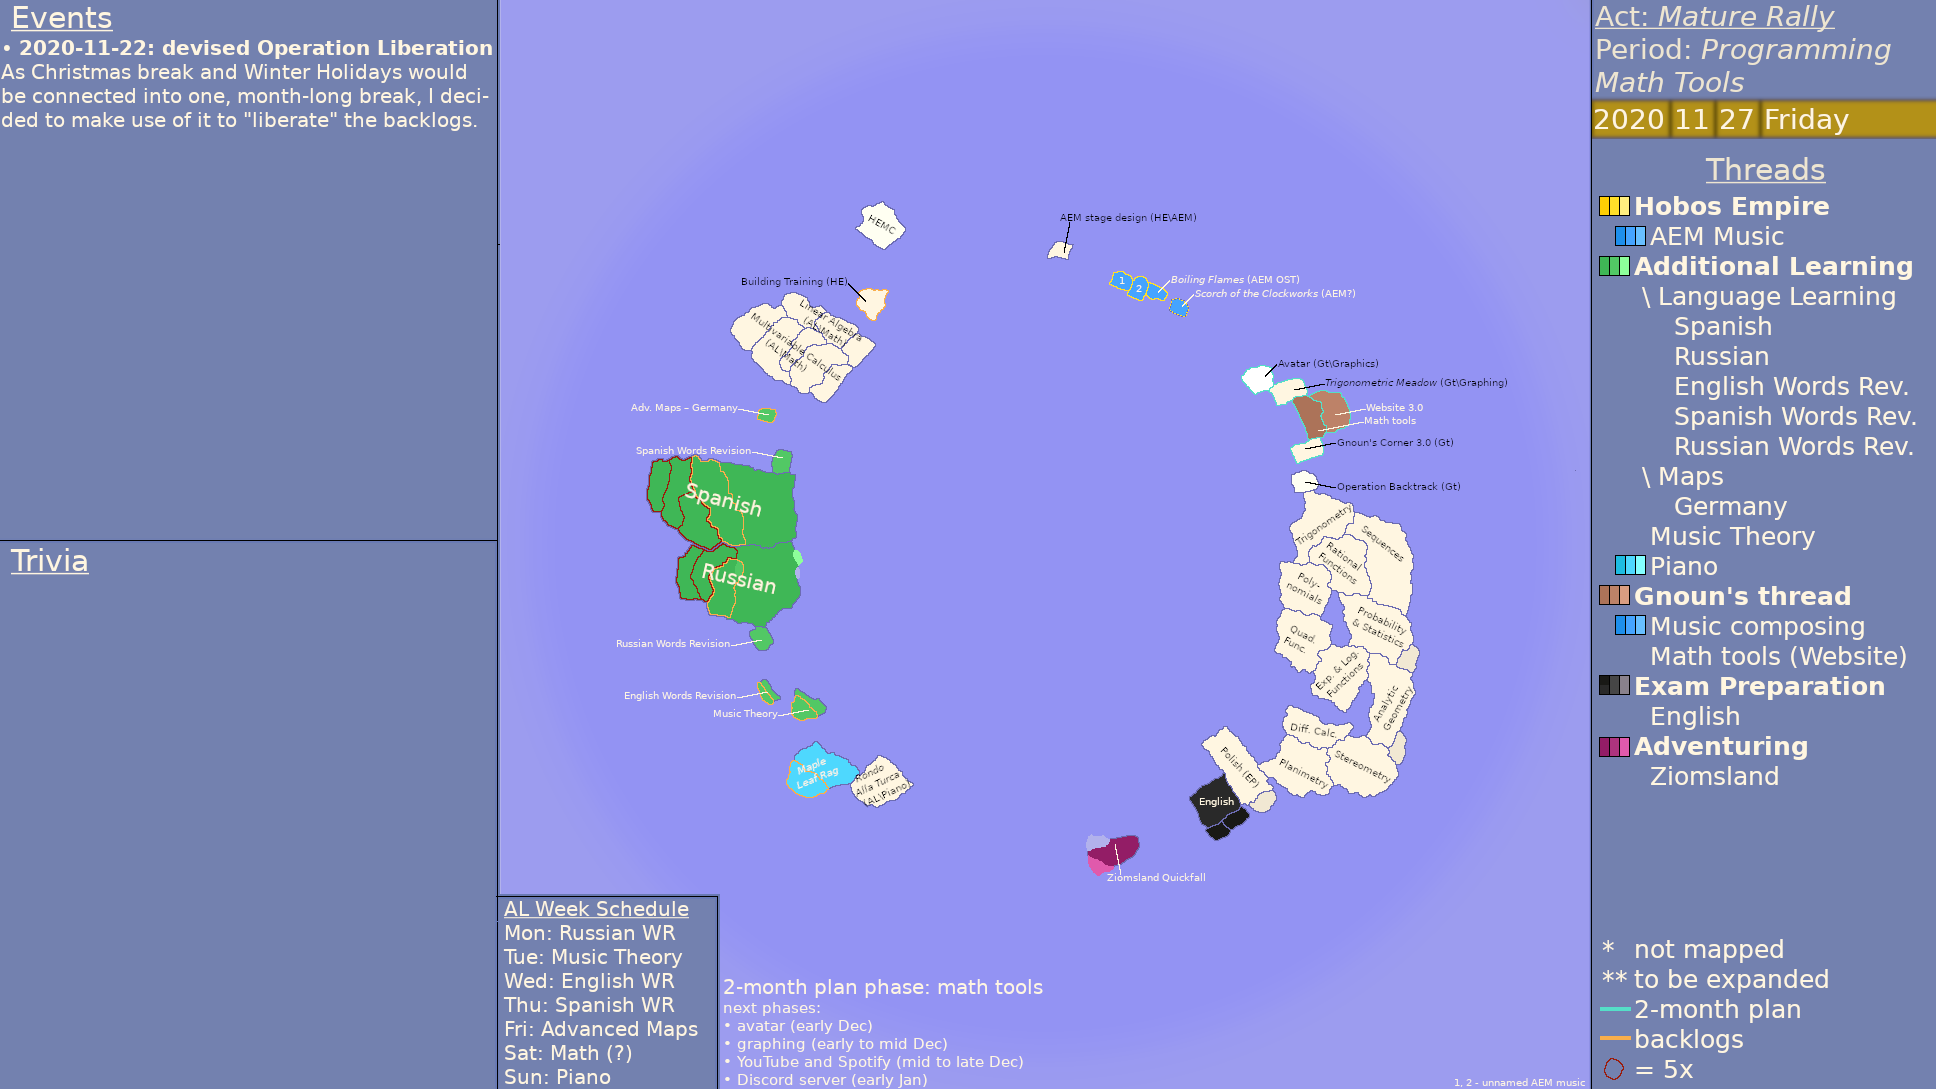 Events
• 2020-11-22: devised Operation Liberation
As Christmas break and Winter Holidays would
be connected into one, month-long break, I deci-
ded to make use of it to "liberate" the backlogs.
Trivia
HEMC
Building Training (HE)
Linear Algebra
(AL\Math)
Multivariable Calculus
(AL\Math)
Adv. Maps – Germany
Spanish Words Revision
Spanish
Russian
Russian Words Revision
English Words Revision
Music Theory
Maple
Leaf Rag
Rondo
Alla Turca
(AL\Piano)
AEM stage design (HE\AEM)
1
2
Boiling Flames (AEM OST)
Scorch of the Clockworks (AEM?)
Avatar (Gt\Graphics)
Trigonometric Meadow (Gt\Graphing)
Website 3.0
Math tools
Gnoun's Corner 3.0 (Gt)
Operation Backtrack (Gt)
Trigonometry
Sequences
Rational
Functions
Poly-
nomials
Probability
& Statistics
Quad.
Func.
Exp. & Log.
Functions
Analytic
Geometry
Diff. Calc.
Planimetry
Stereometry
Polish (EP)
English
Ziomsland Quickfall
AL Week Schedule
Mon: Russian WR
Tue: Music Theory
Wed: English WR
Thu: Spanish WR
Fri: Advanced Maps
Sat: Math (?)
Sun: Piano
2-month plan phase: math tools
next phases:
• avatar (early Dec)
• graphing (early to mid Dec)
• YouTube and Spotify (mid to late Dec)
• Discord server (early Jan)
1, 2 - unnamed AEM music
Act: Mature Rally
Period: Programming
Math Tools
2020 11 27 Friday
Threads
Hobos Empire
AEM Music
Additional Learning
\ Language Learning
Spanish
Russian
English Words Rev.
Spanish Words Rev.
Russian Words Rev.
\ Maps
Germany
Music Theory
Piano
Gnoun's thread
Music composing
Math tools (Website)
Exam Preparation
English
Adventuring
Ziomsland
* not mapped
** to be expanded
2-month plan
backlogs
= 5x